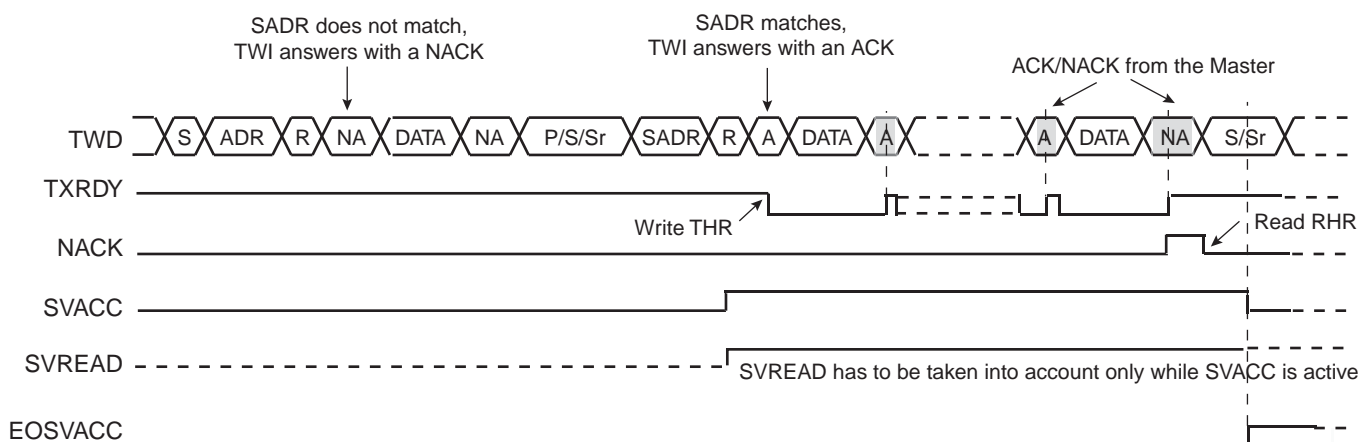 SADR does not match,
TWI answers with a NACK
SADR matches,
TWI answers with an ACK
ACK/NACK from the Master
TWD S ADR R NA DATA NA P/S/Sr SADR R A DATA A A DATA NA S/Sr
TXRDY
Write THR
Read RHR
NACK
SVACC
SVREAD
SVREAD has to be taken into account only while SVACC is active
EOSVACC